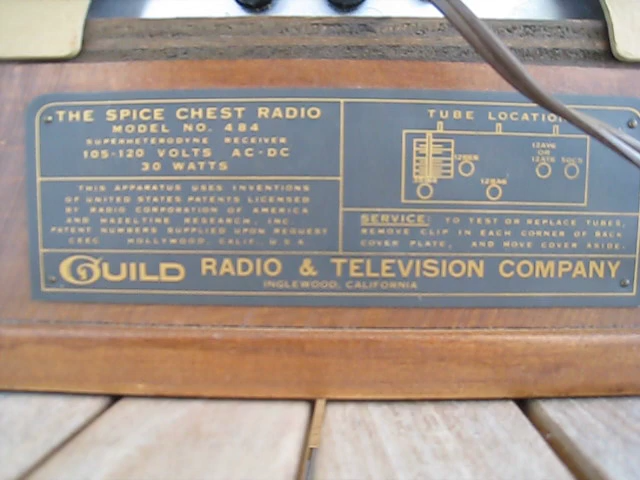 THE SPICE CHEST RADIO
MODEL NO. 484
SUPERHETERODYNE RECEIVER
105-120 VOLTS AC-DC
30 WATTS
THIS APPARATUS USES INVENTIONS
OF UNITED STATES PATENTS LICENSED
BY RADIO CORPORATION OF AMERICA
AND HAZELTINE RESEARCH, INC.
PATENT NUMBERS SUPPLIED UPON REQUEST
HOLLYWOOD, CALIF., U.S.A.
TUBE LOCATION
12AV6
OR
12AT6
50C5
12BE6
12BA6
SERVICE: TO TEST OR REPLACE TUBES,
REMOVE CLIP IN EACH CORNER OF BACK
COVER PLATE, AND MOVE COVER ASIDE.
GUILD RADIO & TELEVISION COMPANY
INGLEWOOD, CALIFORNIA